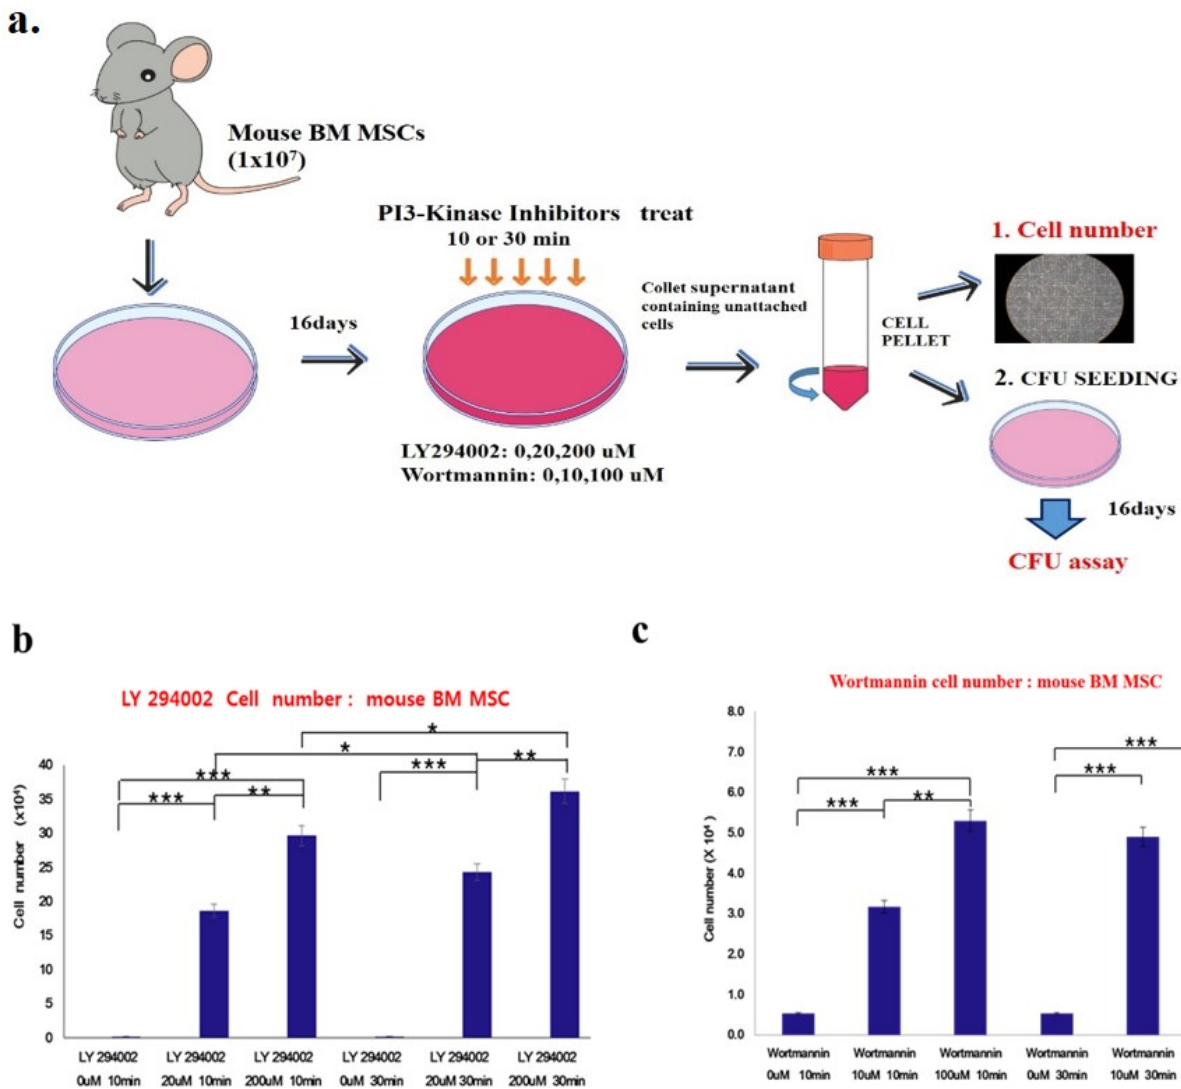 a.
Mouse BM MSCs
(1x10⁷)
PI3-Kinase Inhibitors treat
10 or 30 min
16days
Collet supernatant
containing unattached
cells
LY294002: 0,20,200 uM
Wortmannin: 0,10,100 uM
CELL
PELLET
1. Cell number
2. CFU SEEDING
16days
CFU assay
b
LY 294002 Cell number : mouse BM MSC
Cell number (x10⁴)
40
35
30
25
20
15
10
5
0
***
***
**
*
***
*
**
LY 294002
0uM 10min
LY 294002
20uM 10min
LY 294002
200uM 10min
LY 294002
0uM 30min
LY 294002
20uM 30min
LY 294002
200uM 30min
c
Wortmannin cell number : mouse BM MSC
Cell number (X 10⁴)
8.0
7.0
6.0
5.0
4.0
3.0
2.0
1.0
0.0
***
***
**
***
***
Wortmannin
0uM 10min
Wortmannin
10uM 10min
Wortmannin
100uM 10min
Wortmannin
0uM 30min
Wortmannin
10uM 30min